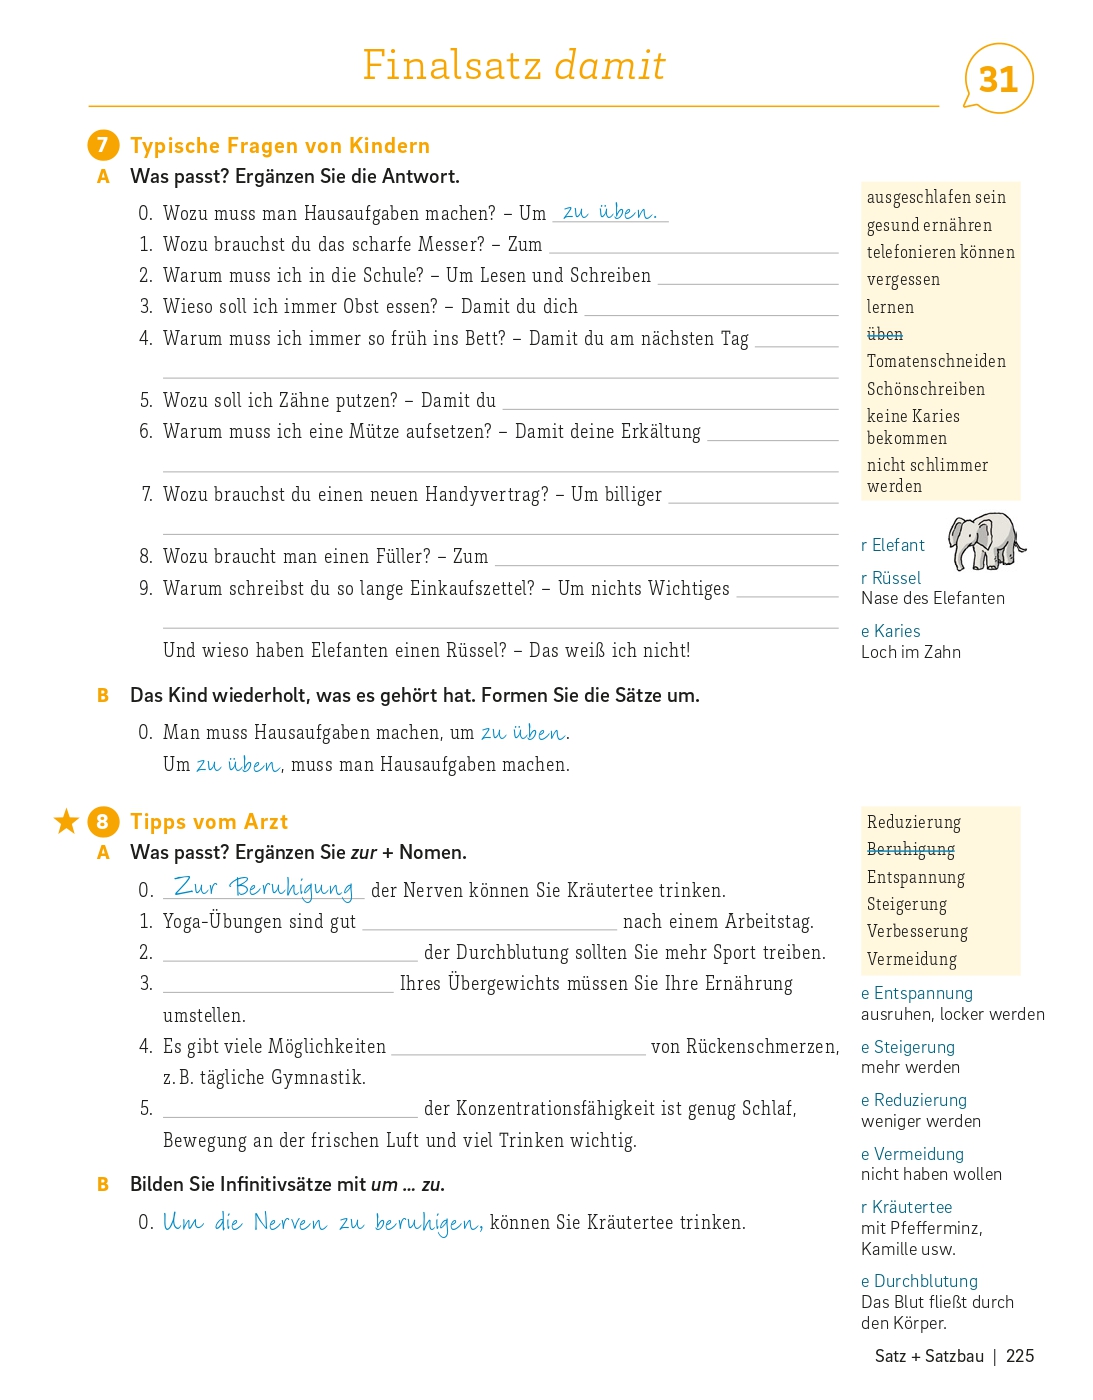 Finalsatz damit
31
7 Typische Fragen von Kindern
A Was passt? Ergänzen Sie die Antwort.
0. Wozu muss man Hausaufgaben machen? – Um zu üben.
1. Wozu brauchst du das scharfe Messer? – Zum
2. Warum muss ich in die Schule? – Um Lesen und Schreiben
3. Wieso soll ich immer Obst essen? – Damit du dich
4. Warum muss ich immer so früh ins Bett? – Damit du am nächsten Tag
5. Wozu soll ich Zähne putzen? – Damit du
6. Warum muss ich eine Mütze aufsetzen? – Damit deine Erkältung
7. Wozu brauchst du einen neuen Handyvertrag? – Um billiger
8. Wozu braucht man einen Füller? – Zum
9. Warum schreibst du so lange Einkaufszettel? – Um nichts Wichtiges
Und wieso haben Elefanten einen Rüssel? – Das weiß ich nicht!
ausgeschlafen sein
gesund ernähren
telefonieren können
vergessen
lernen
üben
Tomatenschneiden
Schönschreiben
keine Karies
bekommen
nicht schlimmer
werden
r Elefant
r Rüssel
Nase des Elefanten
e Karies
Loch im Zahn
B Das Kind wiederholt, was es gehört hat. Formen Sie die Sätze um.
0. Man muss Hausaufgaben machen, um zu üben.
Um zu üben, muss man Hausaufgaben machen.
8 Tipps vom Arzt
A Was passt? Ergänzen Sie zur + Nomen.
0. Zur Beruhigung der Nerven können Sie Kräutertee trinken.
1. Yoga-Übungen sind gut nach einem Arbeitstag.
2. der Durchblutung sollten Sie mehr Sport treiben.
3. Ihres Übergewichts müssen Sie Ihre Ernährung
umstellen.
4. Es gibt viele Möglichkeiten von Rückenschmerzen,
z. B. tägliche Gymnastik.
5. der Konzentrationsfähigkeit ist genug Schlaf,
Bewegung an der frischen Luft und viel Trinken wichtig.
B Bilden Sie Infinitivsätze mit um ... zu.
0. Um die Nerven zu beruhigen, können Sie Kräutertee trinken.
Reduzierung
Beruhigung
Entspannung
Steigerung
Verbesserung
Vermeidung
e Entspannung
ausruhen, locker werden
e Steigerung
mehr werden
e Reduzierung
weniger werden
e Vermeidung
nicht haben wollen
r Kräutertee
mit Pfefferminz,
Kamille usw.
e Durchblutung
Das Blut fließt durch
den Körper.
Satz + Satzbau | 225